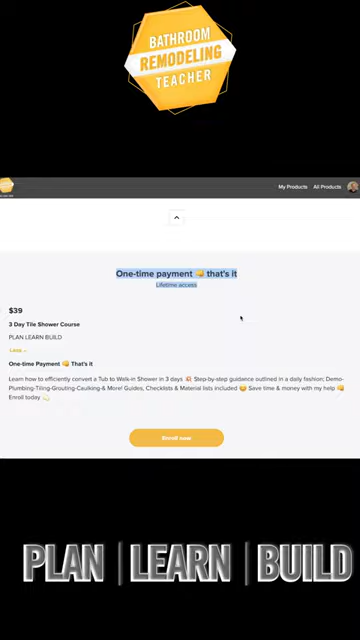 BATHROOM
REMODELING
TEACHER
My Products All Products
One-time payment 👊 that's it
Lifetime access
$39
3 Day Tile Shower Course
PLAN LEARN BUILD
Less
One-time Payment 👊 That's it
Learn how to efficiently convert a Tub to Walk-in Shower in 3 days 💥 Step-by-step guidance outlined in a daily fashion; Demo-
Plumbing-Tiling-Grouting-Caulking-& More! Guides, Checklists & Material lists included 😍 Save time & money with my help 👊
Enroll today 💫
Enroll now
PLAN | LEARN | BUILD